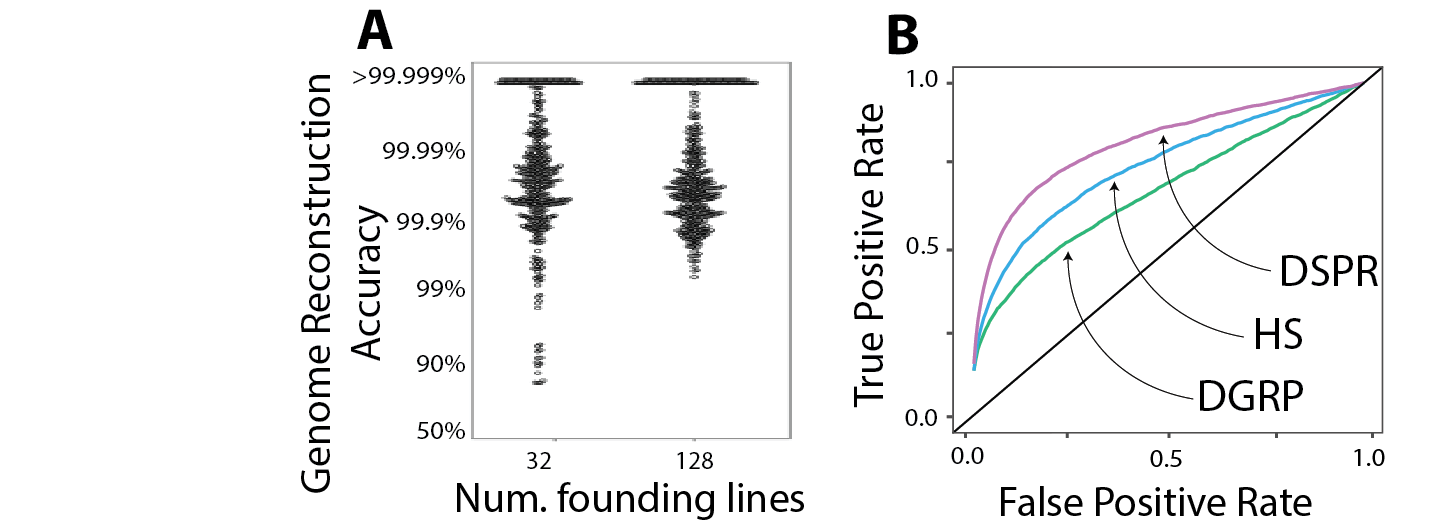 A
Genome Reconstruction
Accuracy
>99.999%
99.99%
99.9%
99%
90%
50%
32
128
Num. founding lines
B
True Positive Rate
1.0
0.5
0.0
DSPR
HS
DGRP
0.0
0.5
1.0
False Positive Rate